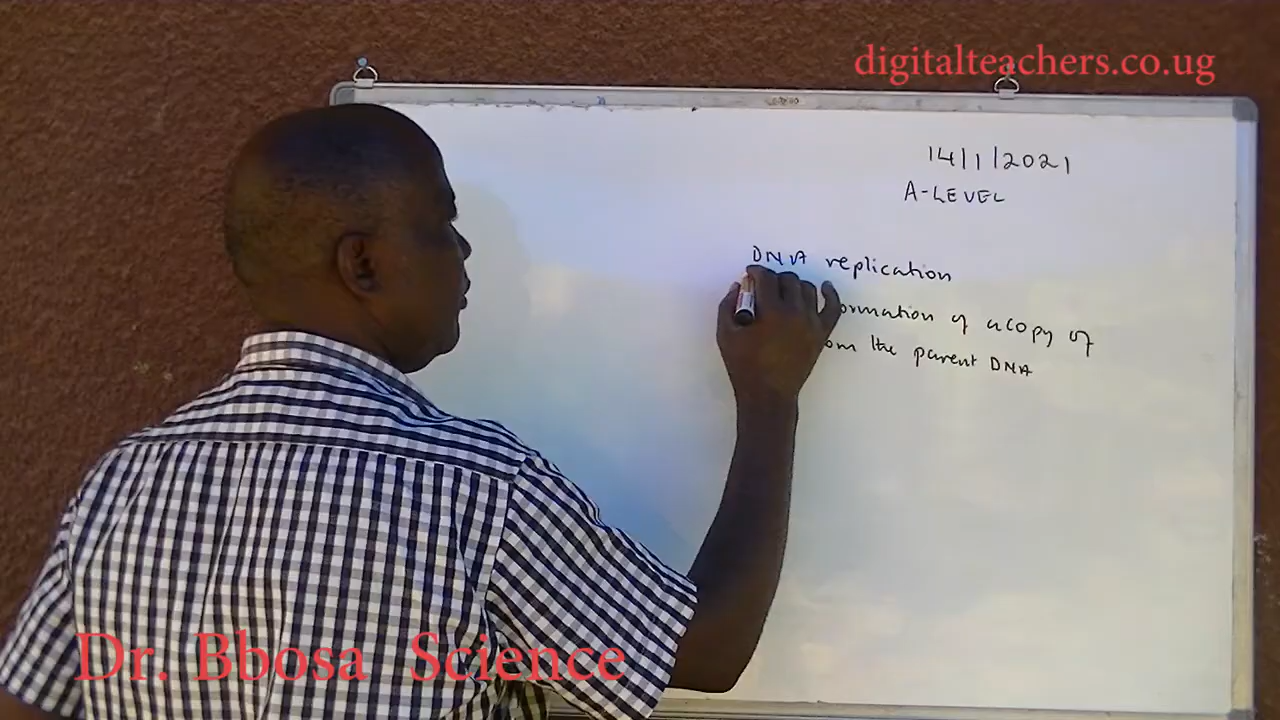 digitalteachers.co.ug
14/1/2021
A-LEVEL
DNA replication
ormation of a copy of
om the parent DNA
Dr. Bbosa Science